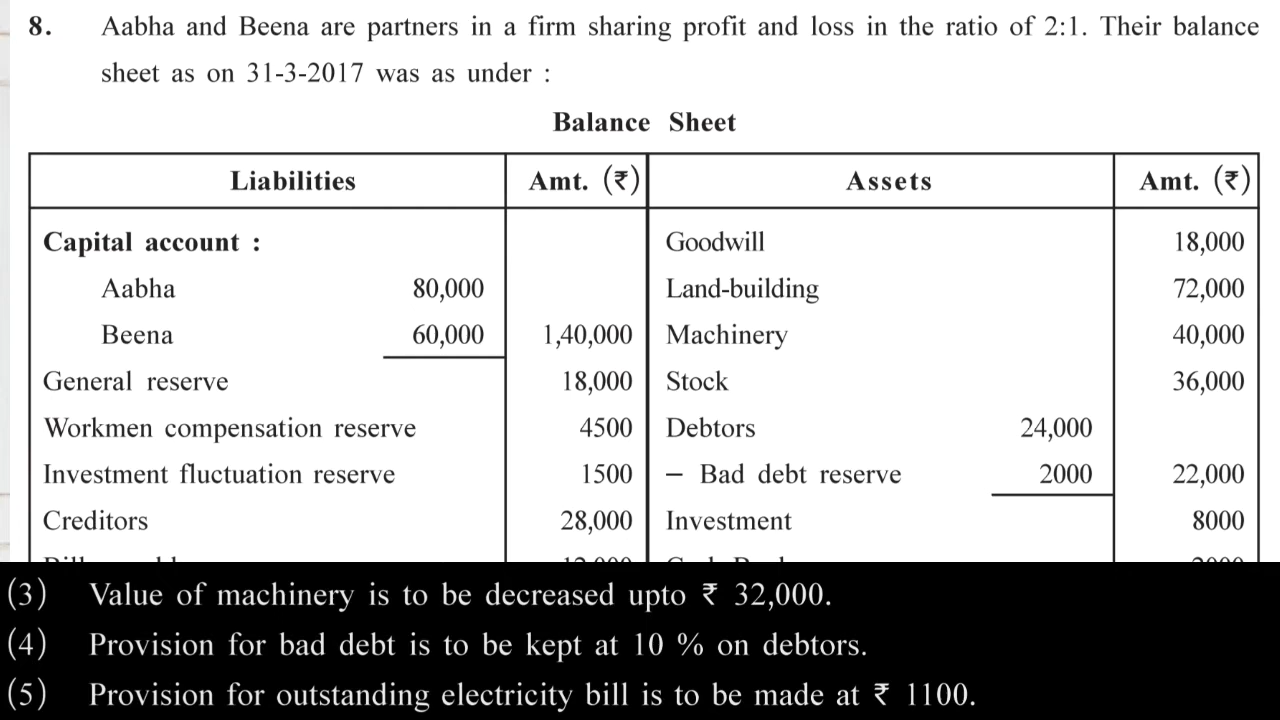 8. Aabha and Beena are partners in a firm sharing profit and loss in the ratio of 2:1. Their balance
sheet as on 31-3-2017 was as under :
Balance Sheet
Liabilities Amt. (₹) Assets Amt. (₹)
Capital account : Goodwill 18,000
Aabha 80,000 Land-building 72,000
Beena 60,000 1,40,000 Machinery 40,000
General reserve 18,000 Stock 36,000
Workmen compensation reserve 4500 Debtors 24,000
Investment fluctuation reserve 1500 – Bad debt reserve 2000 22,000
Creditors 28,000 Investment 8000
(3) Value of machinery is to be decreased upto ₹ 32,000.
(4) Provision for bad debt is to be kept at 10 % on debtors.
(5) Provision for outstanding electricity bill is to be made at ₹ 1100.